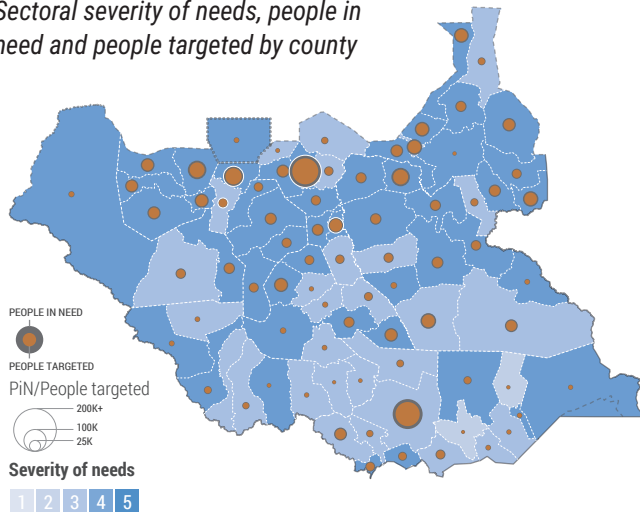 Sectoral severity of needs, people in
need and people targeted by county
PEOPLE IN NEED
PEOPLE TARGETED
PiN/People targeted
200K+
100K
25K
Severity of needs
1 2 3 4 5